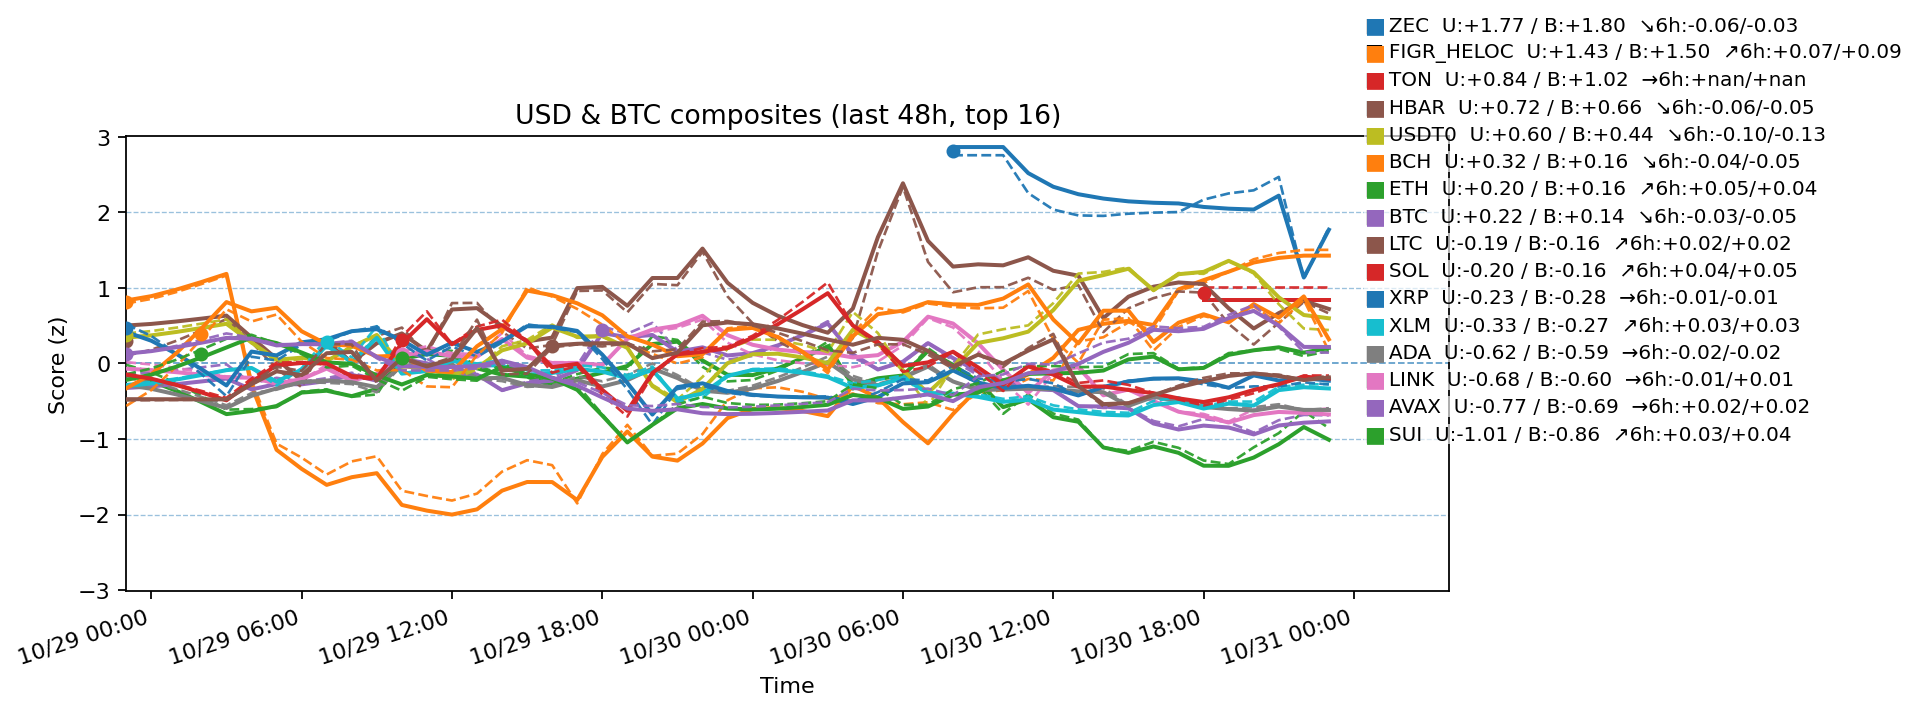 ZEC U:+1.77 / B:+1.80 ↘6h:-0.06/-0.03
FIGR_HELOC U:+1.43 / B:+1.50 ↗6h:+0.07/+0.09
TON U:+0.84 / B:+1.02 →6h:+nan/+nan
HBAR U:+0.72 / B:+0.66 ↘6h:-0.06/-0.05
USDT0 U:+0.60 / B:+0.44 ↘6h:-0.10/-0.13
BCH U:+0.32 / B:+0.16 ↘6h:-0.04/-0.05
ETH U:+0.20 / B:+0.16 ↗6h:+0.05/+0.04
BTC U:+0.22 / B:+0.14 ↘6h:-0.03/-0.05
LTC U:-0.19 / B:-0.16 ↗6h:+0.02/+0.02
SOL U:-0.20 / B:-0.16 ↗6h:+0.04/+0.05
XRP U:-0.23 / B:-0.28 →6h:-0.01/-0.01
XLM U:-0.33 / B:-0.27 ↗6h:+0.03/+0.03
ADA U:-0.62 / B:-0.59 →6h:-0.02/-0.02
LINK U:-0.68 / B:-0.60 →6h:-0.01/+0.01
AVAX U:-0.77 / B:-0.69 →6h:+0.02/+0.02
SUI U:-1.01 / B:-0.86 ↗6h:+0.03/+0.04
USD & BTC composites (last 48h, top 16)
3
2
1
0
−1
−2
−3
Score (z)
10/29 00:00
10/29 06:00
10/29 12:00
10/29 18:00
10/30 00:00
10/30 06:00
10/30 12:00
10/30 18:00
10/31 00:00
Time